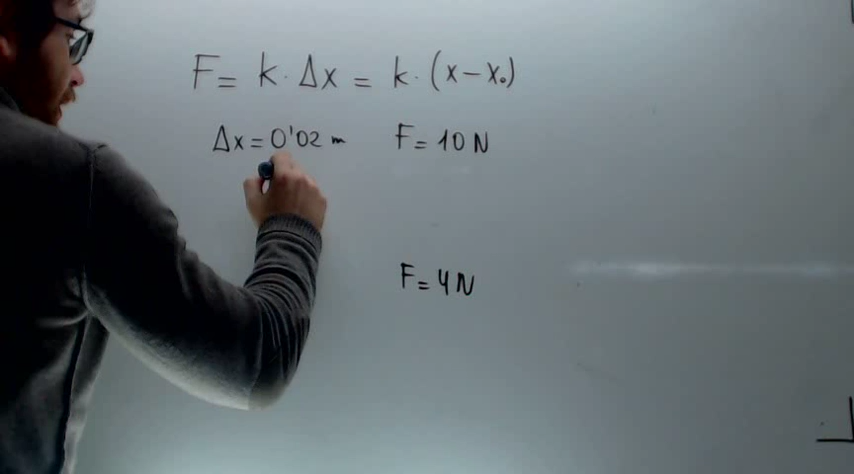 F = k · Δx = k · (x - x₀)
Δx = 0'02 m F = 10 N
F = 4 N